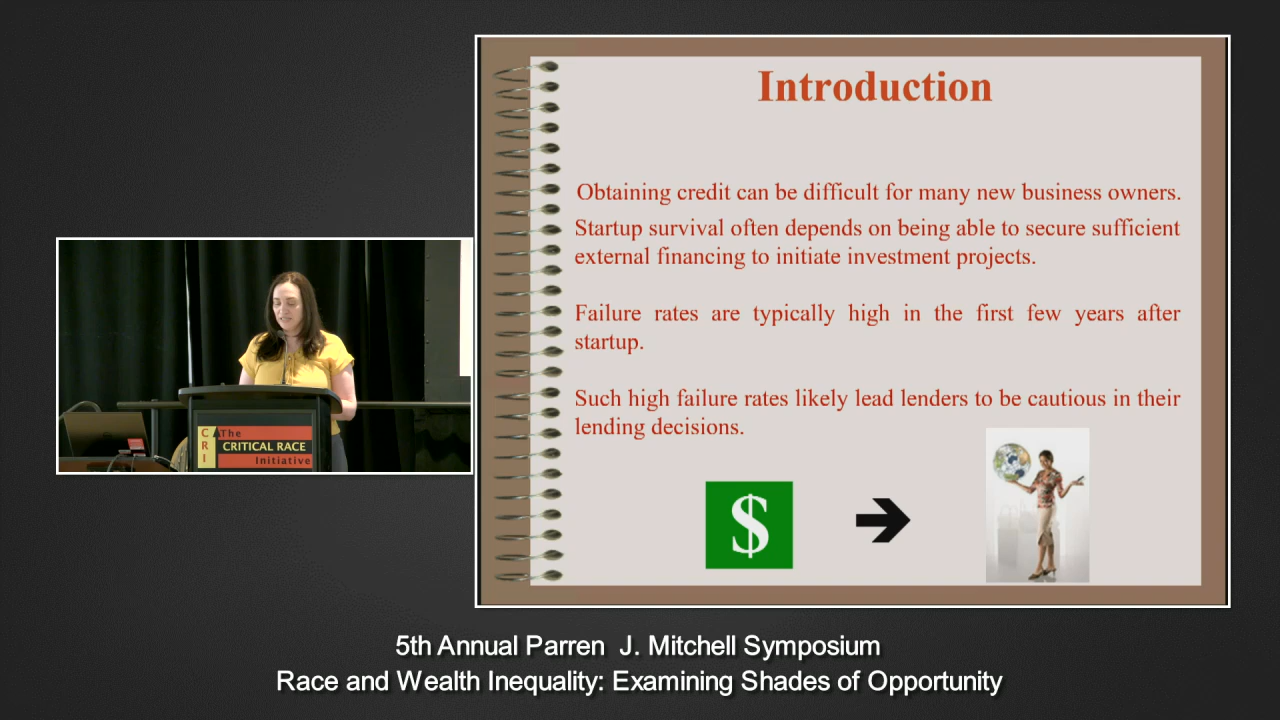 Introduction
Obtaining credit can be difficult for many new business owners.
Startup survival often depends on being able to secure sufficient
external financing to initiate investment projects.
Failure rates are typically high in the first few years after
startup.
Such high failure rates likely lead lenders to be cautious in their
lending decisions.
$
CRI
The
CRITICAL RACE
Initiative
5th Annual Parren J. Mitchell Symposium
Race and Wealth Inequality: Examining Shades of Opportunity